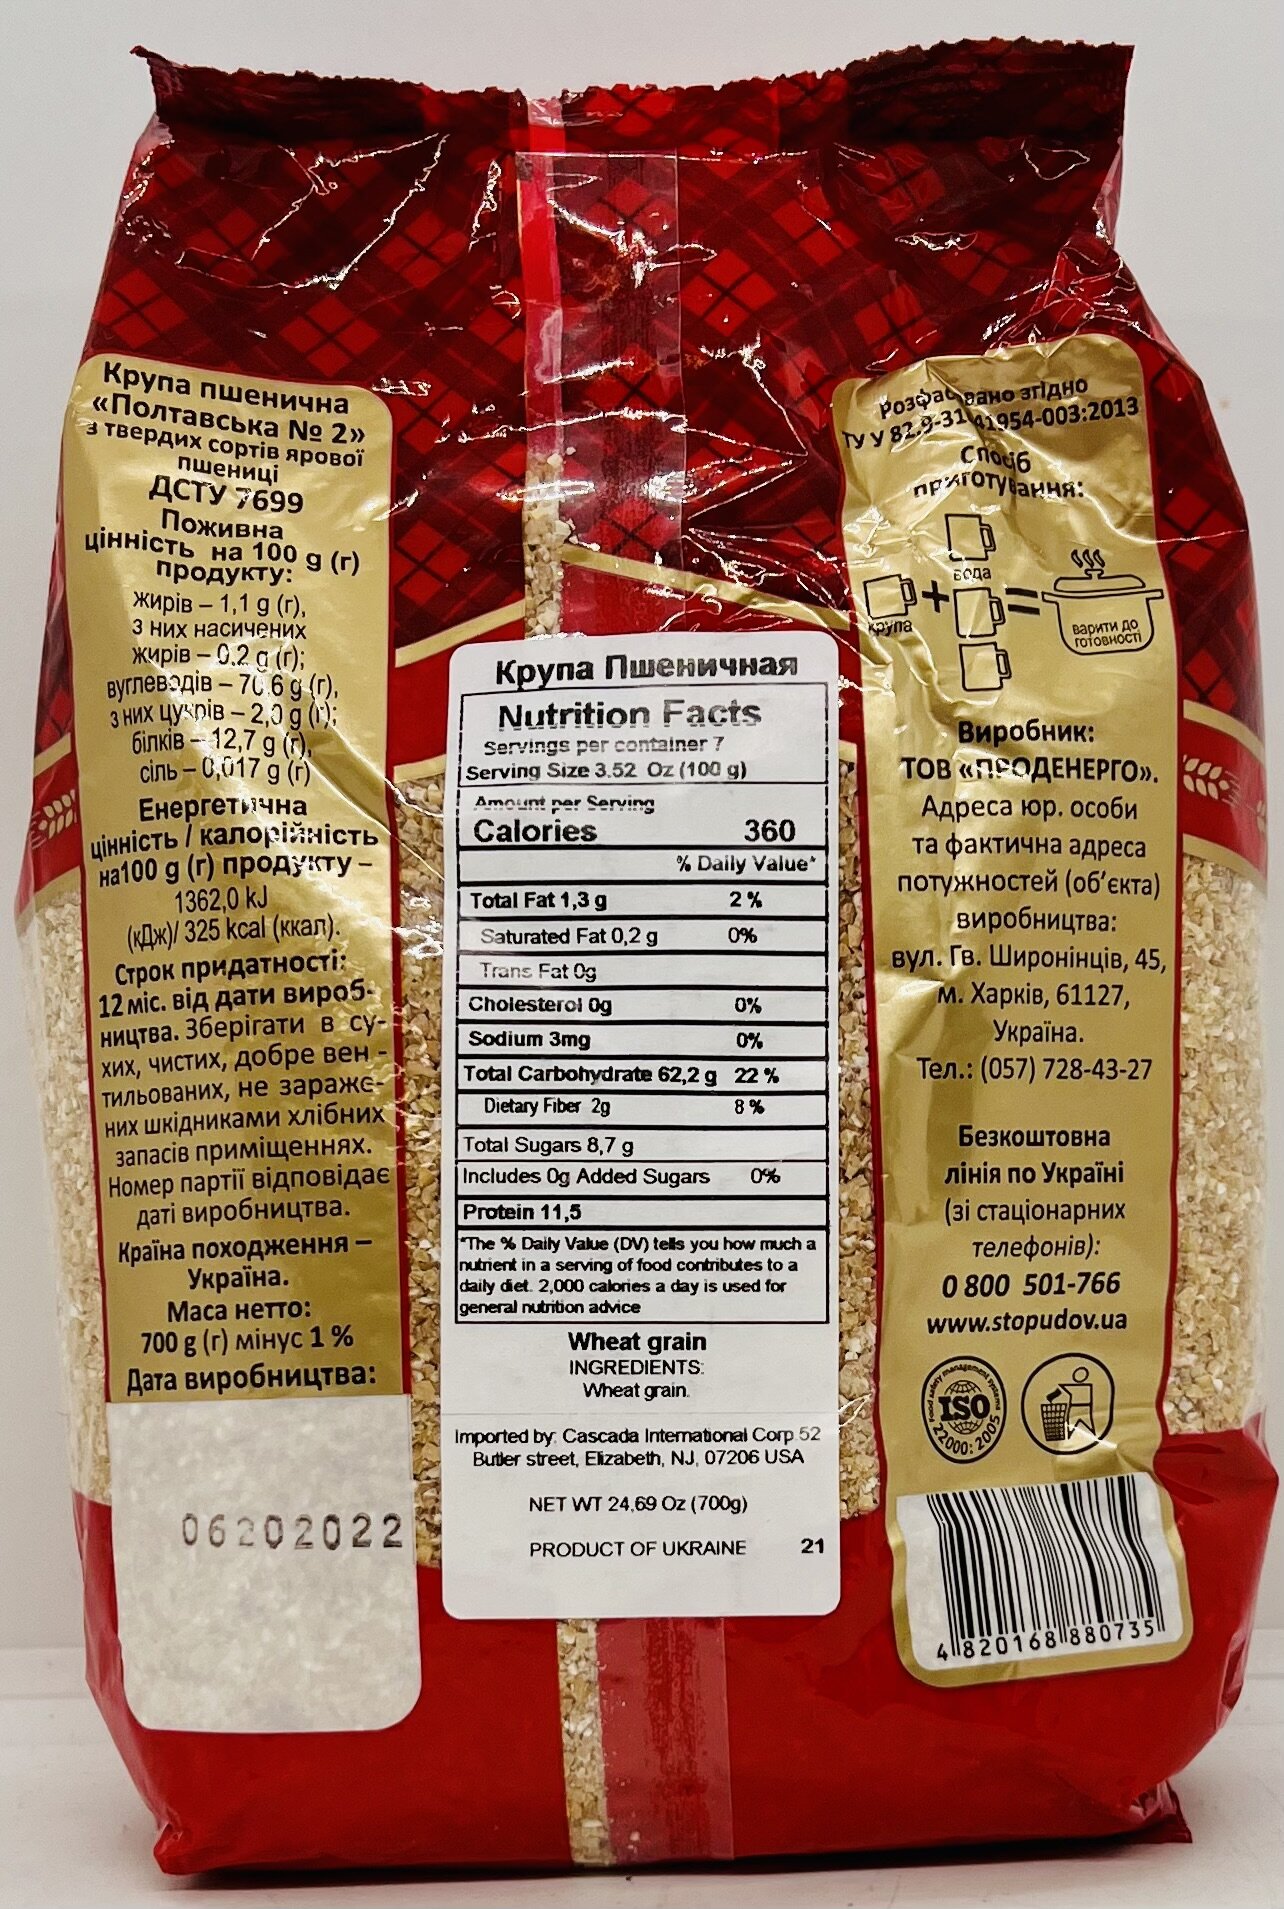 Крупа пшенична
«Полтавська № 2»
з твердих сортів ярової
пшениці
ДСТУ 7699
Поживна
цінність на 100 g (г)
продукту:
жирів – 1,1 g (г),
з них насичених
жирів – 0,2 g (г);
вуглеводів – 70,6 g (г),
з них цукрів – 2,0 g (г);
білків – 12,7 g (г),
сіль – 0,017 g (г)
Енергетична
цінність / калорійність
на100 g (г) продукту –
1362,0 kJ
(кДж)/ 325 kcal (ккал).
Строк придатності:
12 міс. від дати вироб-
ництва. Зберігати в су-
хих, чистих, добре вен -
тильованих, не зараже-
них шкідниками хлібних
запасів приміщеннях.
Номер партії відповідає
даті виробництва.
Країна походження –
Україна.
Маса нетто:
700 g (г) мінус 1 %
Дата виробництва:
06202022
Крупа Пшеничная
Nutrition Facts
Servings per container 7
Serving Size 3.52 Oz (100 g)
Amount per Serving
Calories 360
% Daily Value*
Total Fat 1,3 g 2 %
Saturated Fat 0,2 g 0%
Trans Fat 0g
Cholesterol 0g 0%
Sodium 3mg 0%
Total Carbohydrate 62,2 g 22 %
Dietary Fiber 2g 8 %
Total Sugars 8,7 g
Includes 0g Added Sugars 0%
Protein 11,5
*The % Daily Value (DV) tells you how much a
nutrient in a serving of food contributes to a
daily diet. 2,000 calories a day is used for
general nutrition advice
Wheat grain
INGREDIENTS:
Wheat grain.
Imported by: Cascada International Corp 52
Butler street, Elizabeth, NJ, 07206 USA
NET WT 24,69 Oz (700g)
PRODUCT OF UKRAINE 21
Розфасовано згідно
ТУ У 82.9-31 41954-003:2013
Спосіб
приготування:
вода
крупа
варити до
готовності
Виробник:
ТОВ «ПРОДЕНЕРГО».
Адреса юр. особи
та фактична адреса
потужностей (об’єкта)
виробництва:
вул. Гв. Широнінців, 45,
м. Харків, 61127,
Україна.
Тел.: (057) 728-43-27
Безкоштовна
лінія по Україні
(зі стаціонарних
телефонів):
0 800 501-766
www.stopudov.ua
Food safety management systems
ISO
22000: 2005
4 820168 880735